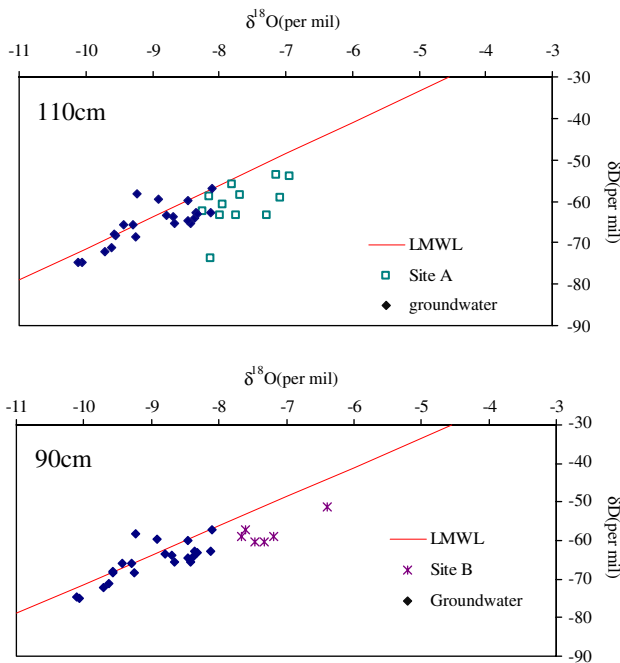 δ18O(per mil)
-11 -10 -9 -8 -7 -6 -5 -4 -3
110cm
-30
-40
-50
-60
-70
-80
-90
δD(per mil)
LMWL
Site A
groundwater
δ18O(per mil)
-11 -10 -9 -8 -7 -6 -5 -4 -3
90cm
-30
-40
-50
-60
-70
-80
-90
δD(per mil)
LMWL
Site B
Groundwater